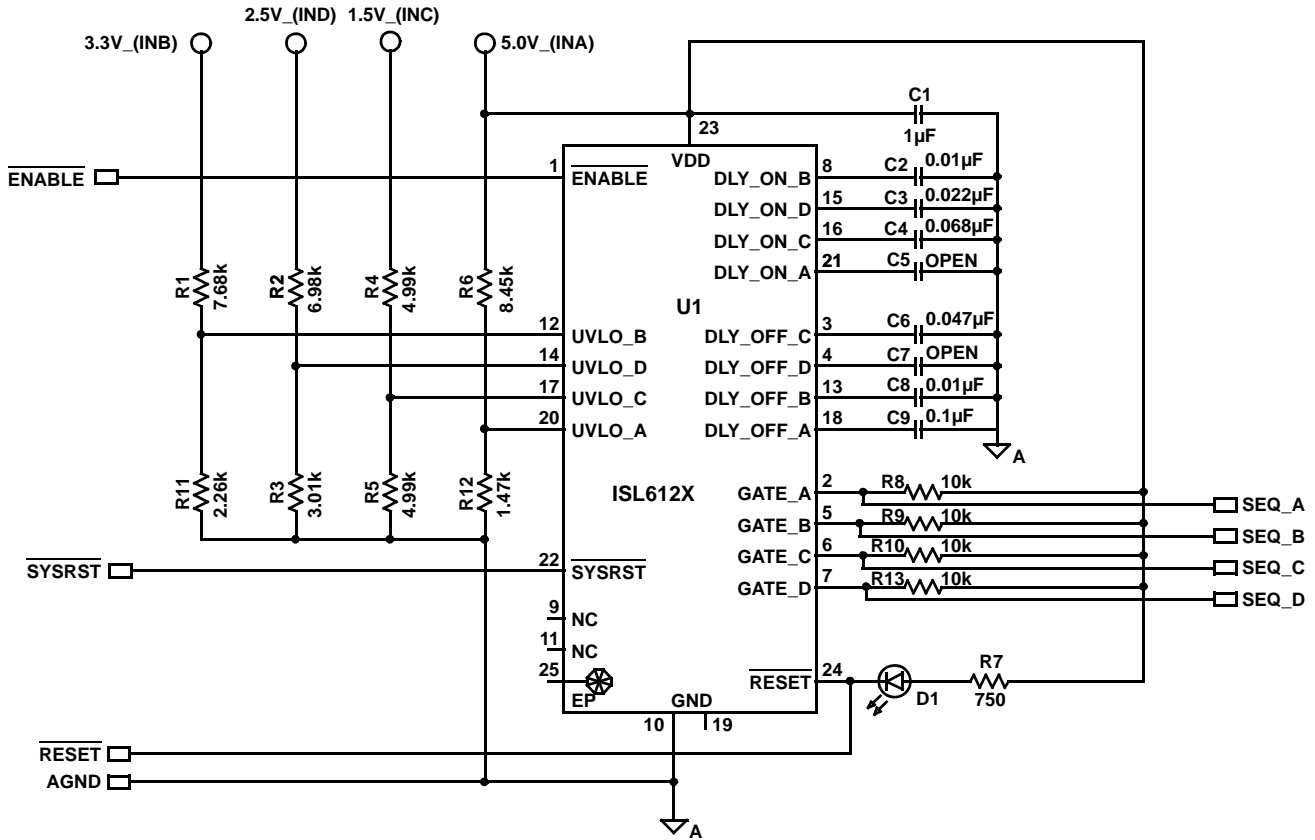 2.5V_(IND) 1.5V_(INC)
3.3V_(INB) 5.0V_(INA)
C1
1µF
23
VDD
ENABLE
1
ENABLE
DLY_ON_B 8 C2 0.01µF
DLY_ON_D 15 C3 0.022µF
DLY_ON_C 16 C4 0.068µF
DLY_ON_A 21 C5 OPEN
R1 7.68k
R2 6.98k
R4 4.99k
R6 8.45k
U1
12 UVLO_B
14 UVLO_D
17 UVLO_C
20 UVLO_A
DLY_OFF_C 3 C6 0.047µF
DLY_OFF_D 4 C7 OPEN
DLY_OFF_B 13 C8 0.01µF
DLY_OFF_A 18 C9 0.1µF
A
R11 2.26k
R3 3.01k
R5 4.99k
R12 1.47k
ISL612X
GATE_A 2 R8 10k SEQ_A
GATE_B 5 R9 10k SEQ_B
GATE_C 6 R10 10k SEQ_C
GATE_D 7 R13 10k SEQ_D
SYSRST 22 SYSRST
9 NC
11 NC
25 EP
RESET 24 D1 R7 750
GND
10 19
RESET
AGND
A